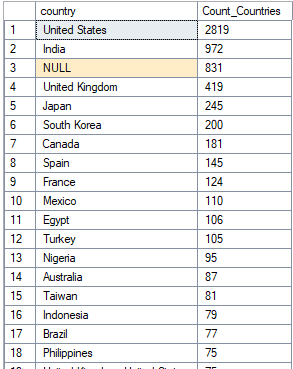 country Count_Countries
1 United States 2819
2 India 972
3 NULL 831
4 United Kingdom 419
5 Japan 245
6 South Korea 200
7 Canada 181
8 Spain 145
9 France 124
10 Mexico 110
11 Egypt 106
12 Turkey 105
13 Nigeria 95
14 Australia 87
15 Taiwan 81
16 Indonesia 79
17 Brazil 77
18 Philippines 75